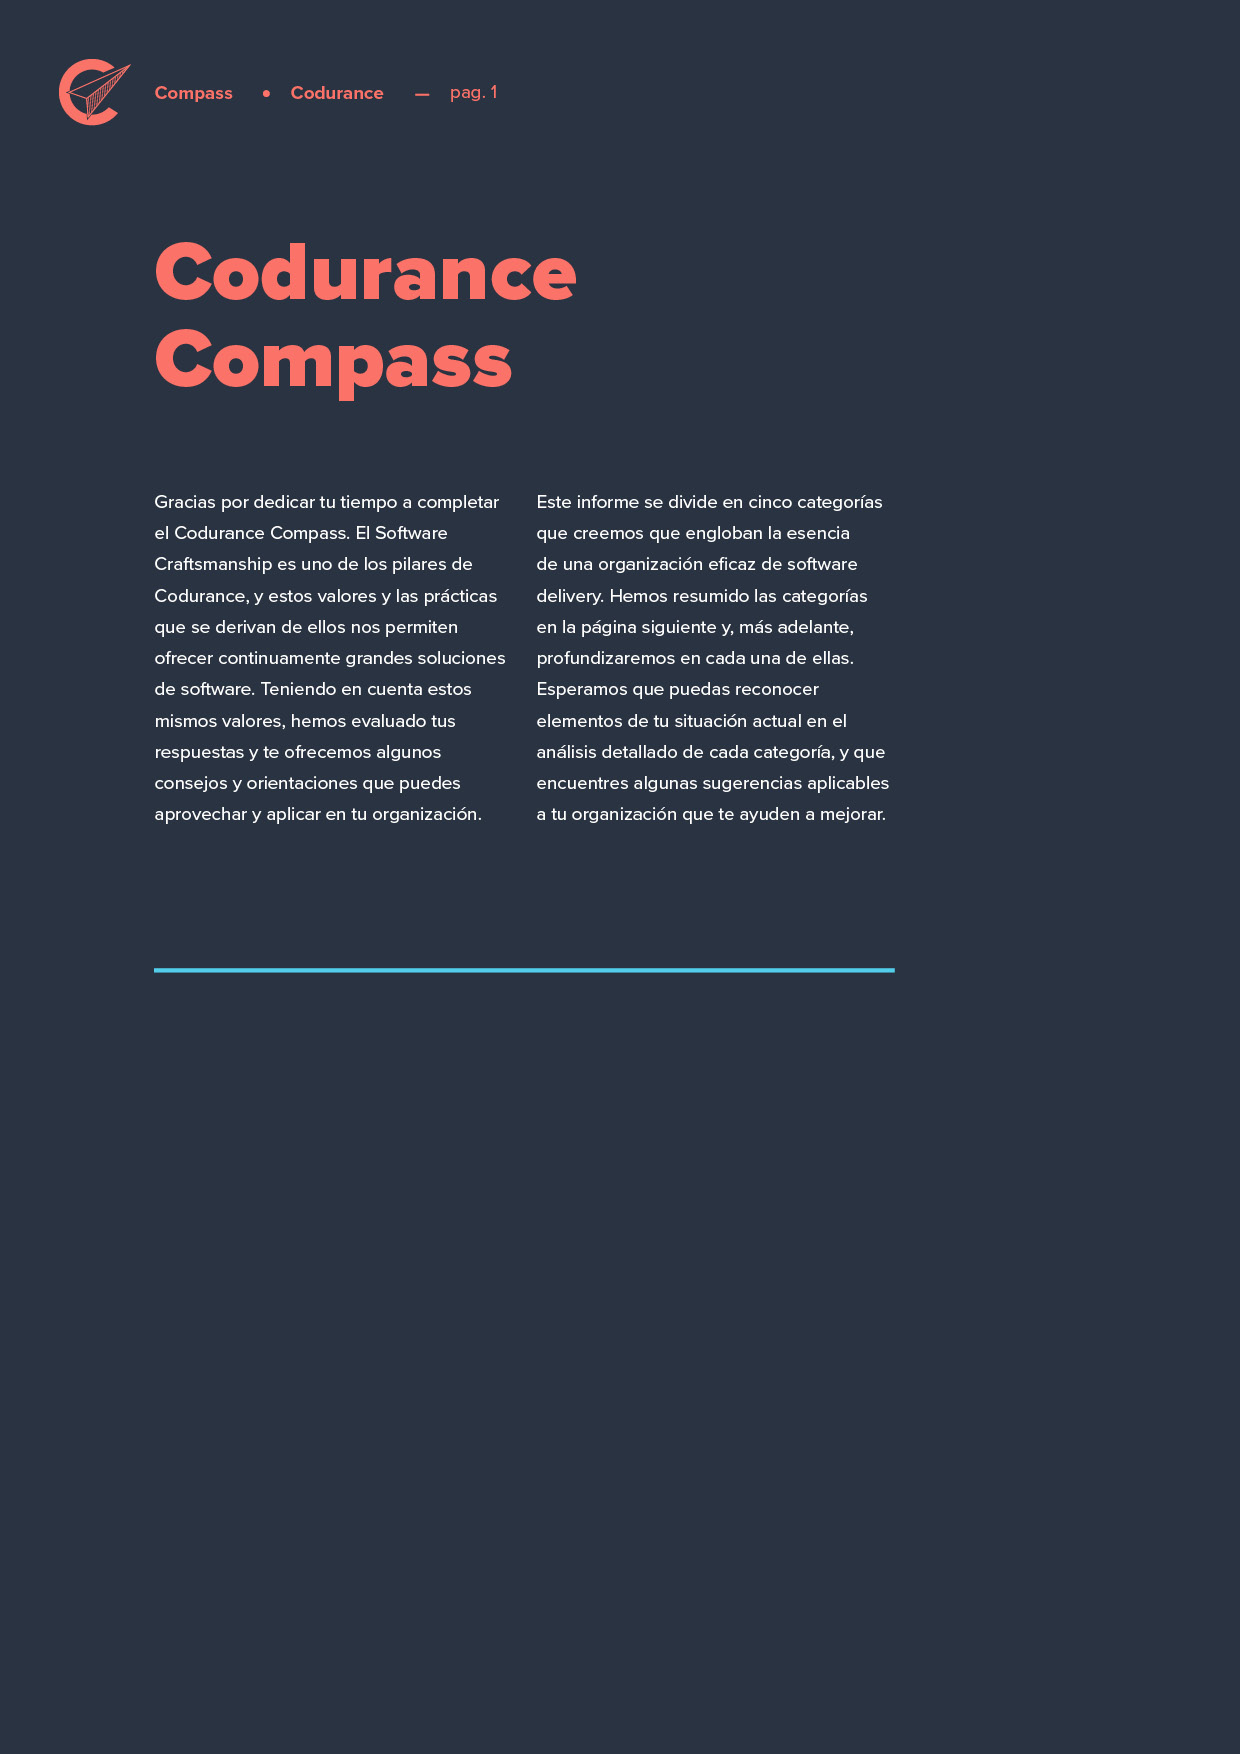 Compass • Codurance — pag. 1
Codurance
Compass
Gracias por dedicar tu tiempo a completar
el Codurance Compass. El Software
Craftsmanship es uno de los pilares de
Codurance, y estos valores y las prácticas
que se derivan de ellos nos permiten
ofrecer continuamente grandes soluciones
de software. Teniendo en cuenta estos
mismos valores, hemos evaluado tus
respuestas y te ofrecemos algunos
consejos y orientaciones que puedes
aprovechar y aplicar en tu organización.
Este informe se divide en cinco categorías
que creemos que engloban la esencia
de una organización eficaz de software
delivery. Hemos resumido las categorías
en la página siguiente y, más adelante,
profundizaremos en cada una de ellas.
Esperamos que puedas reconocer
elementos de tu situación actual en el
análisis detallado de cada categoría, y que
encuentres algunas sugerencias aplicables
a tu organización que te ayuden a mejorar.